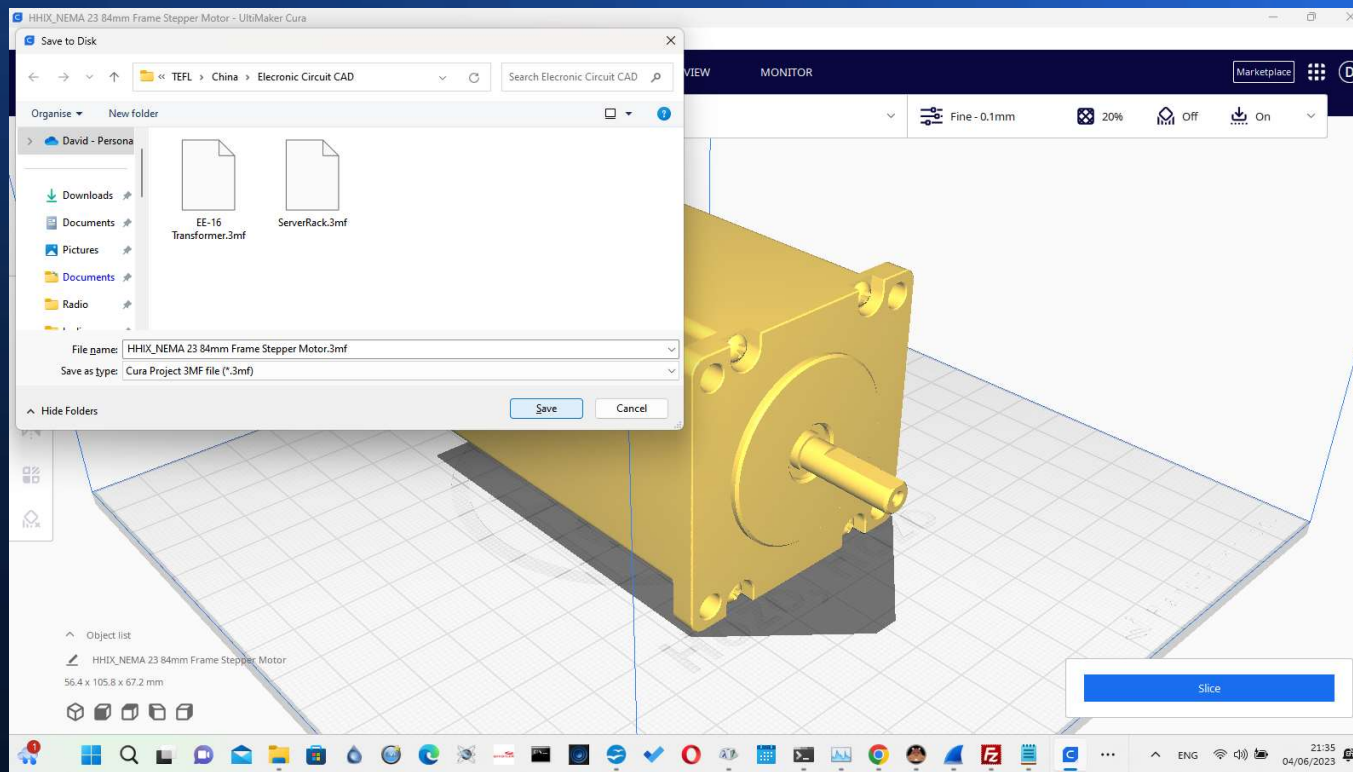 HHIX_NEMA 23 84mm Frame Stepper Motor - UltiMaker Cura
Save to Disk
« TEFL › China › Elecronic Circuit CAD
Search Elecronic Circuit CAD
VIEW
MONITOR
Marketplace
D
Organise
New folder
Fine - 0.1mm
20%
Off
On
David - Persona
Downloads
Documents
Pictures
Documents
Radio
EE-16
Transformer.3mf
ServerRack.3mf
File name: HHIX_NEMA 23 84mm Frame Stepper Motor.3mf
Save as type: Cura Project 3MF file (*.3mf)
Hide Folders
Save
Cancel
Object list
HHIX_NEMA 23 84mm Frame Stepper Motor
56.4 x 105.8 x 67.2 mm
Slice
1
ENG
21:35
04/06/2023